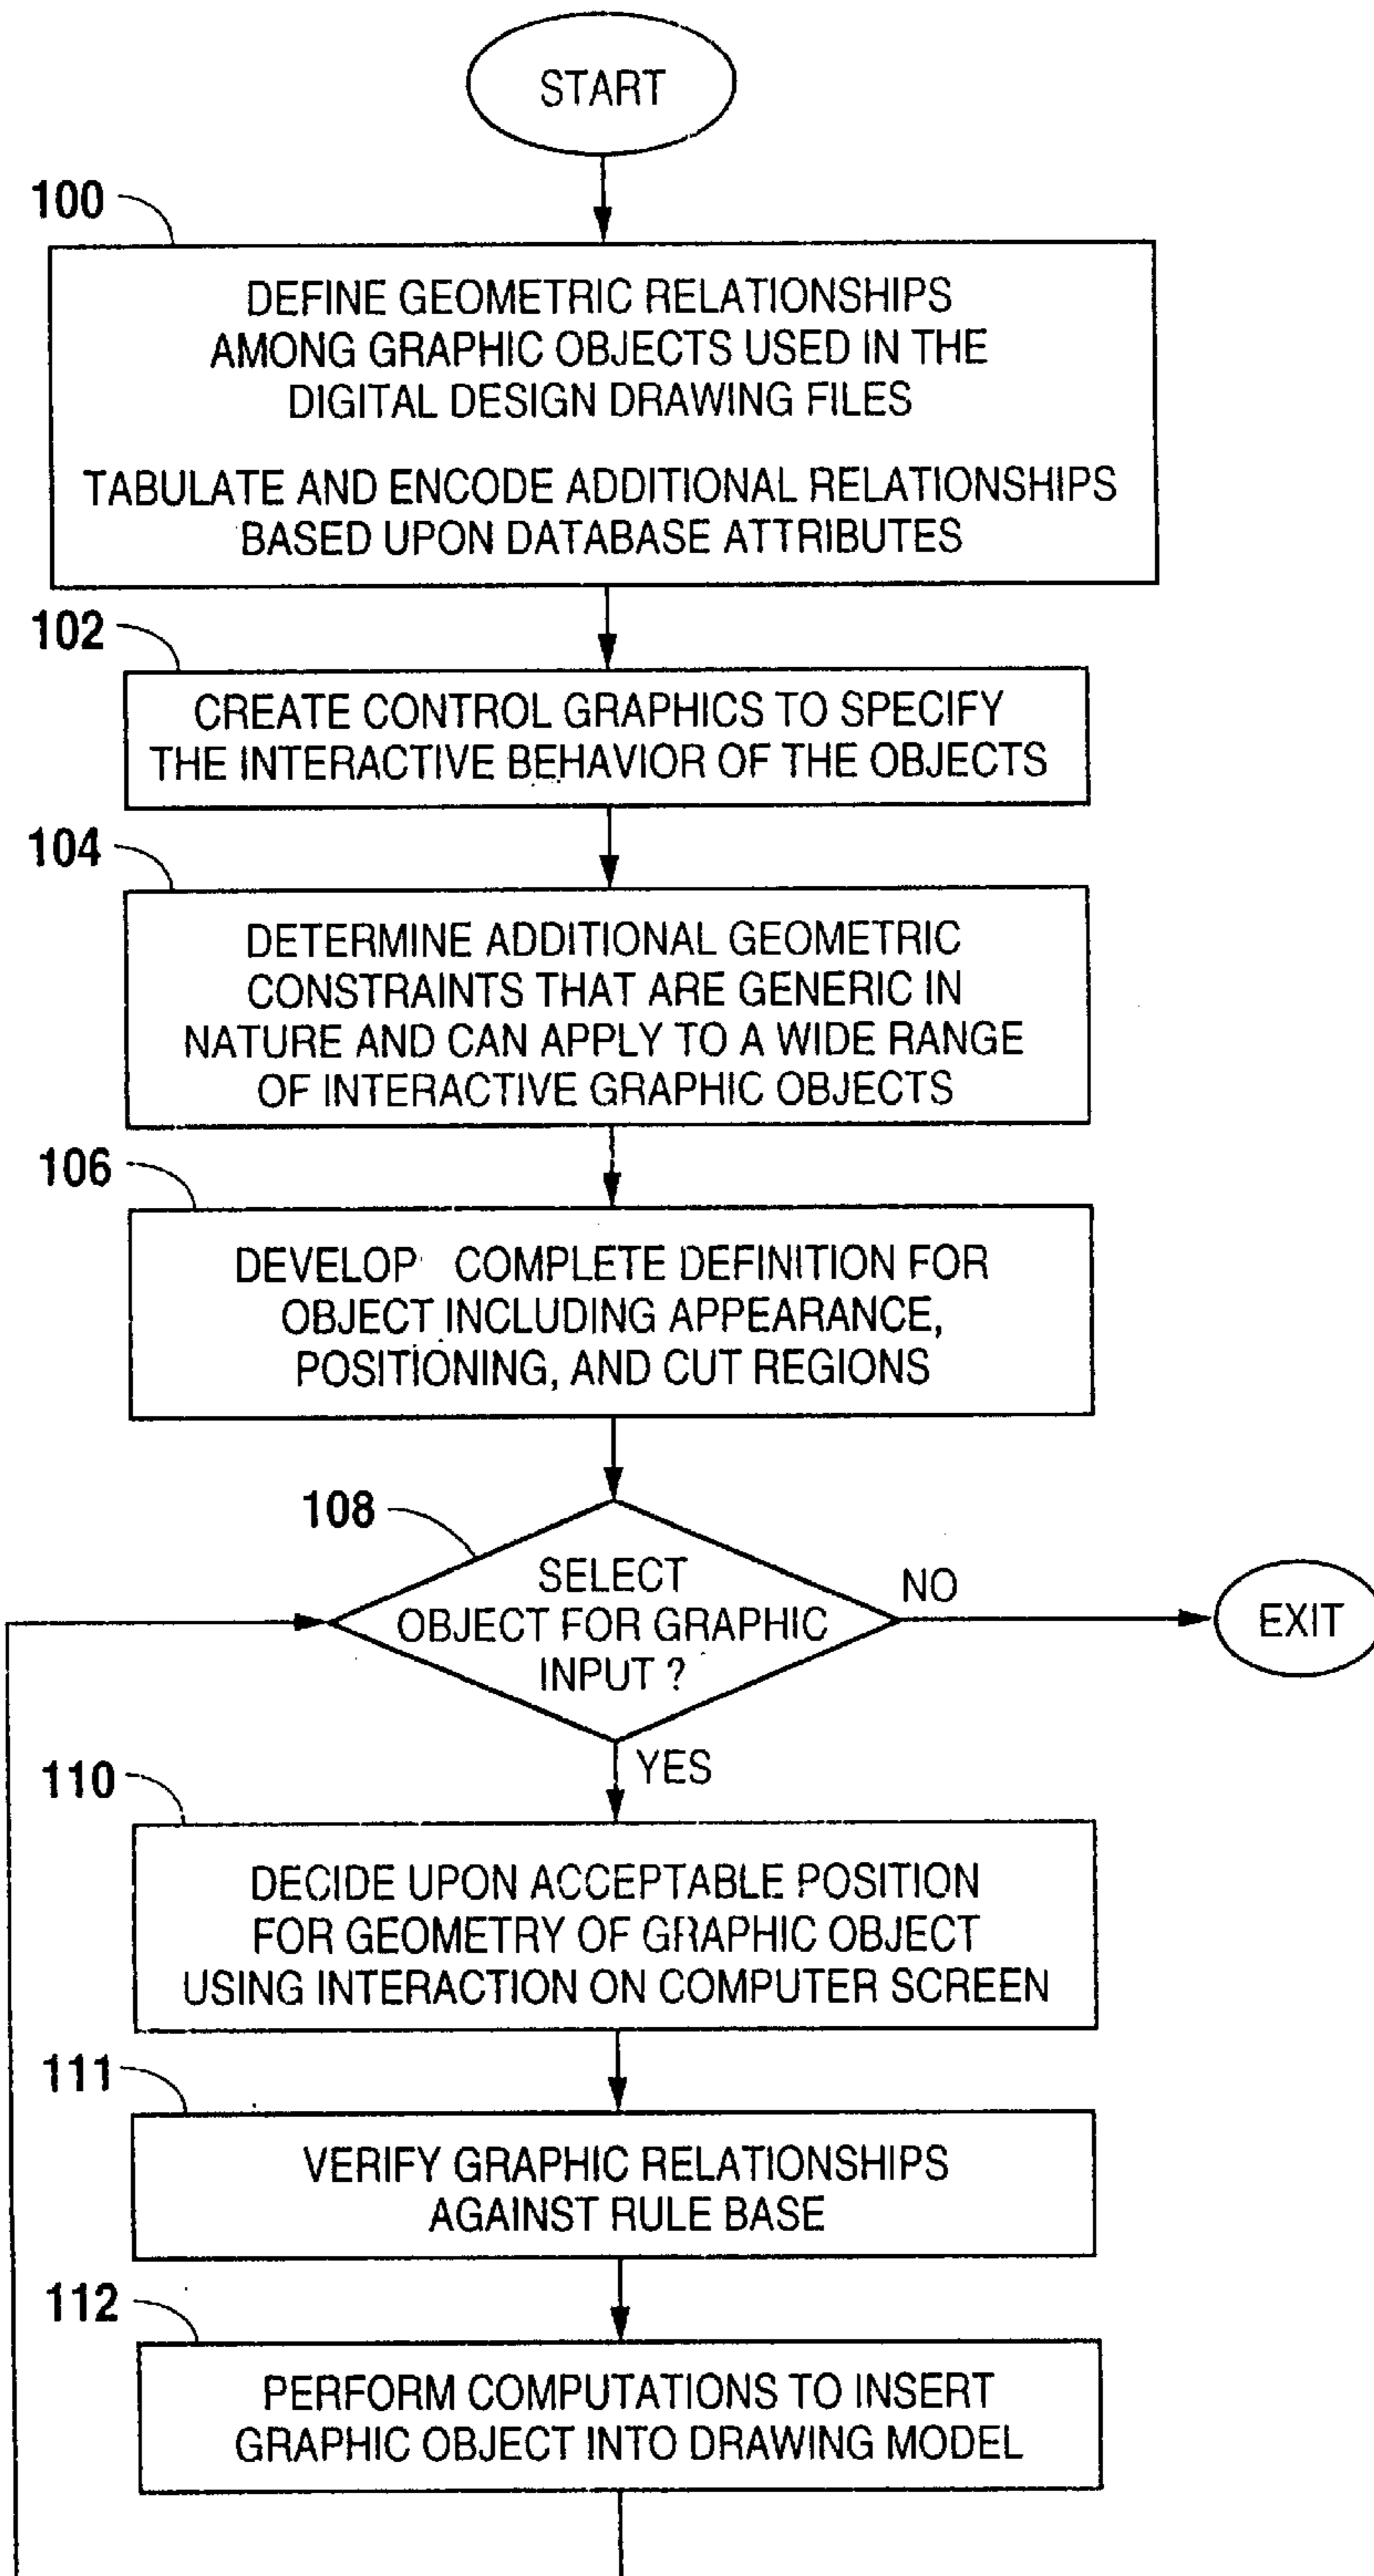 START
100
DEFINE GEOMETRIC RELATIONSHIPS
AMONG GRAPHIC OBJECTS USED IN THE
DIGITAL DESIGN DRAWING FILES
TABULATE AND ENCODE ADDITIONAL RELATIONSHIPS
BASED UPON DATABASE ATTRIBUTES
102
CREATE CONTROL GRAPHICS TO SPECIFY
THE INTERACTIVE BEHAVIOR OF THE OBJECTS
104
DETERMINE ADDITIONAL GEOMETRIC
CONSTRAINTS THAT ARE GENERIC IN
NATURE AND CAN APPLY TO A WIDE RANGE
OF INTERACTIVE GRAPHIC OBJECTS
106
DEVELOP COMPLETE DEFINITION FOR
OBJECT INCLUDING APPEARANCE,
POSITIONING, AND CUT REGIONS
108
SELECT
OBJECT FOR GRAPHIC
INPUT ?
NO
EXIT
YES
110
DECIDE UPON ACCEPTABLE POSITION
FOR GEOMETRY OF GRAPHIC OBJECT
USING INTERACTION ON COMPUTER SCREEN
111
VERIFY GRAPHIC RELATIONSHIPS
AGAINST RULE BASE
112
PERFORM COMPUTATIONS TO INSERT
GRAPHIC OBJECT INTO DRAWING MODEL